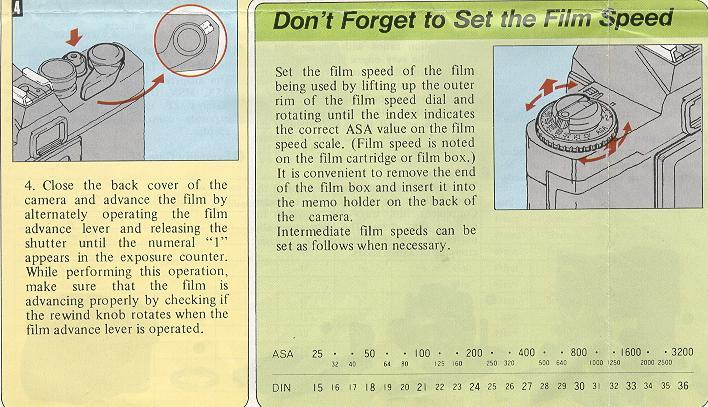 4
4. Close the back cover of the
camera and advance the film by
alternately operating the film
advance lever and releasing the
shutter until the numeral “1”
appears in the exposure counter.
While performing this operation,
make sure that the film is
advancing properly by checking if
the rewind knob rotates when the
film advance lever is operated.
Don’t Forget to Set the Film Speed
Set the film speed of the film
being used by lifting up the outer
rim of the film speed dial and
rotating until the index indicates
the correct ASA value on the film
speed scale. (Film speed is noted
on the film cartridge or film box.)
It is convenient to remove the end
of the film box and insert it into
the memo holder on the back of
the camera.
Intermediate film speeds can be
set as follows when necessary.
ASA 25 · · 50 · · 100 · · 200 · · 400 · · 800 · · 1600 · · 3200
32 40 64 80 125 160 250 320 500 640 1000 1250 2000 2500
DIN 15 16 17 18 19 20 21 22 23 24 25 26 27 28 29 30 31 32 33 34 35 36